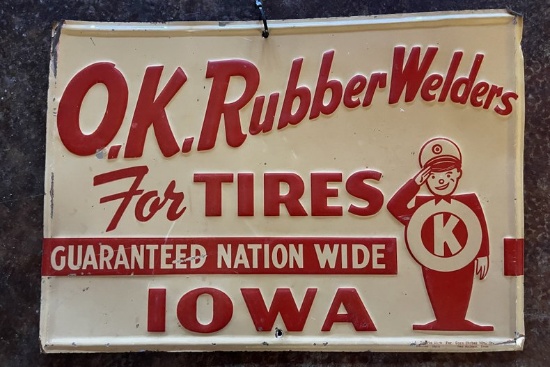 O.K. Rubber Welders
For TIRES
GUARANTEED NATION WIDE
IOWA
O
K